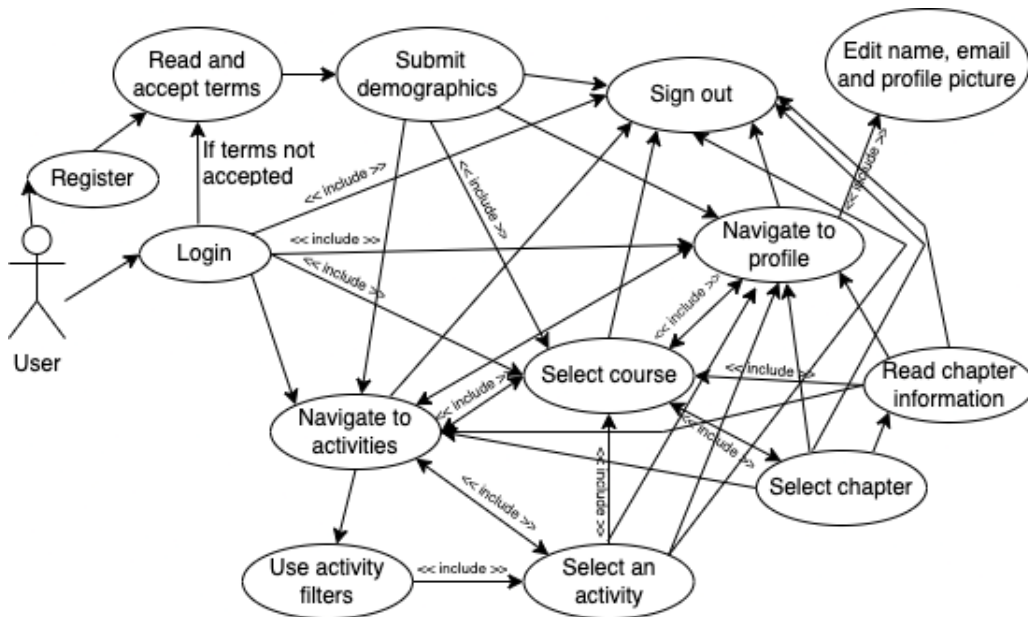 Read and
accept terms
Submit
demographics
Sign out
Edit name, email
and profile picture
Register
If terms not
accepted
<< include >>
<< include >>
<< include >>
Login
<< include >>
<< include >>
Navigate to
profile
User
<< include >>
Select course
<< include >>
Read chapter
information
Navigate to
activities
<< include >>
<< include >>
Select chapter
<< include >>
<< include >>
Use activity
filters
<< include >>
Select an
activity